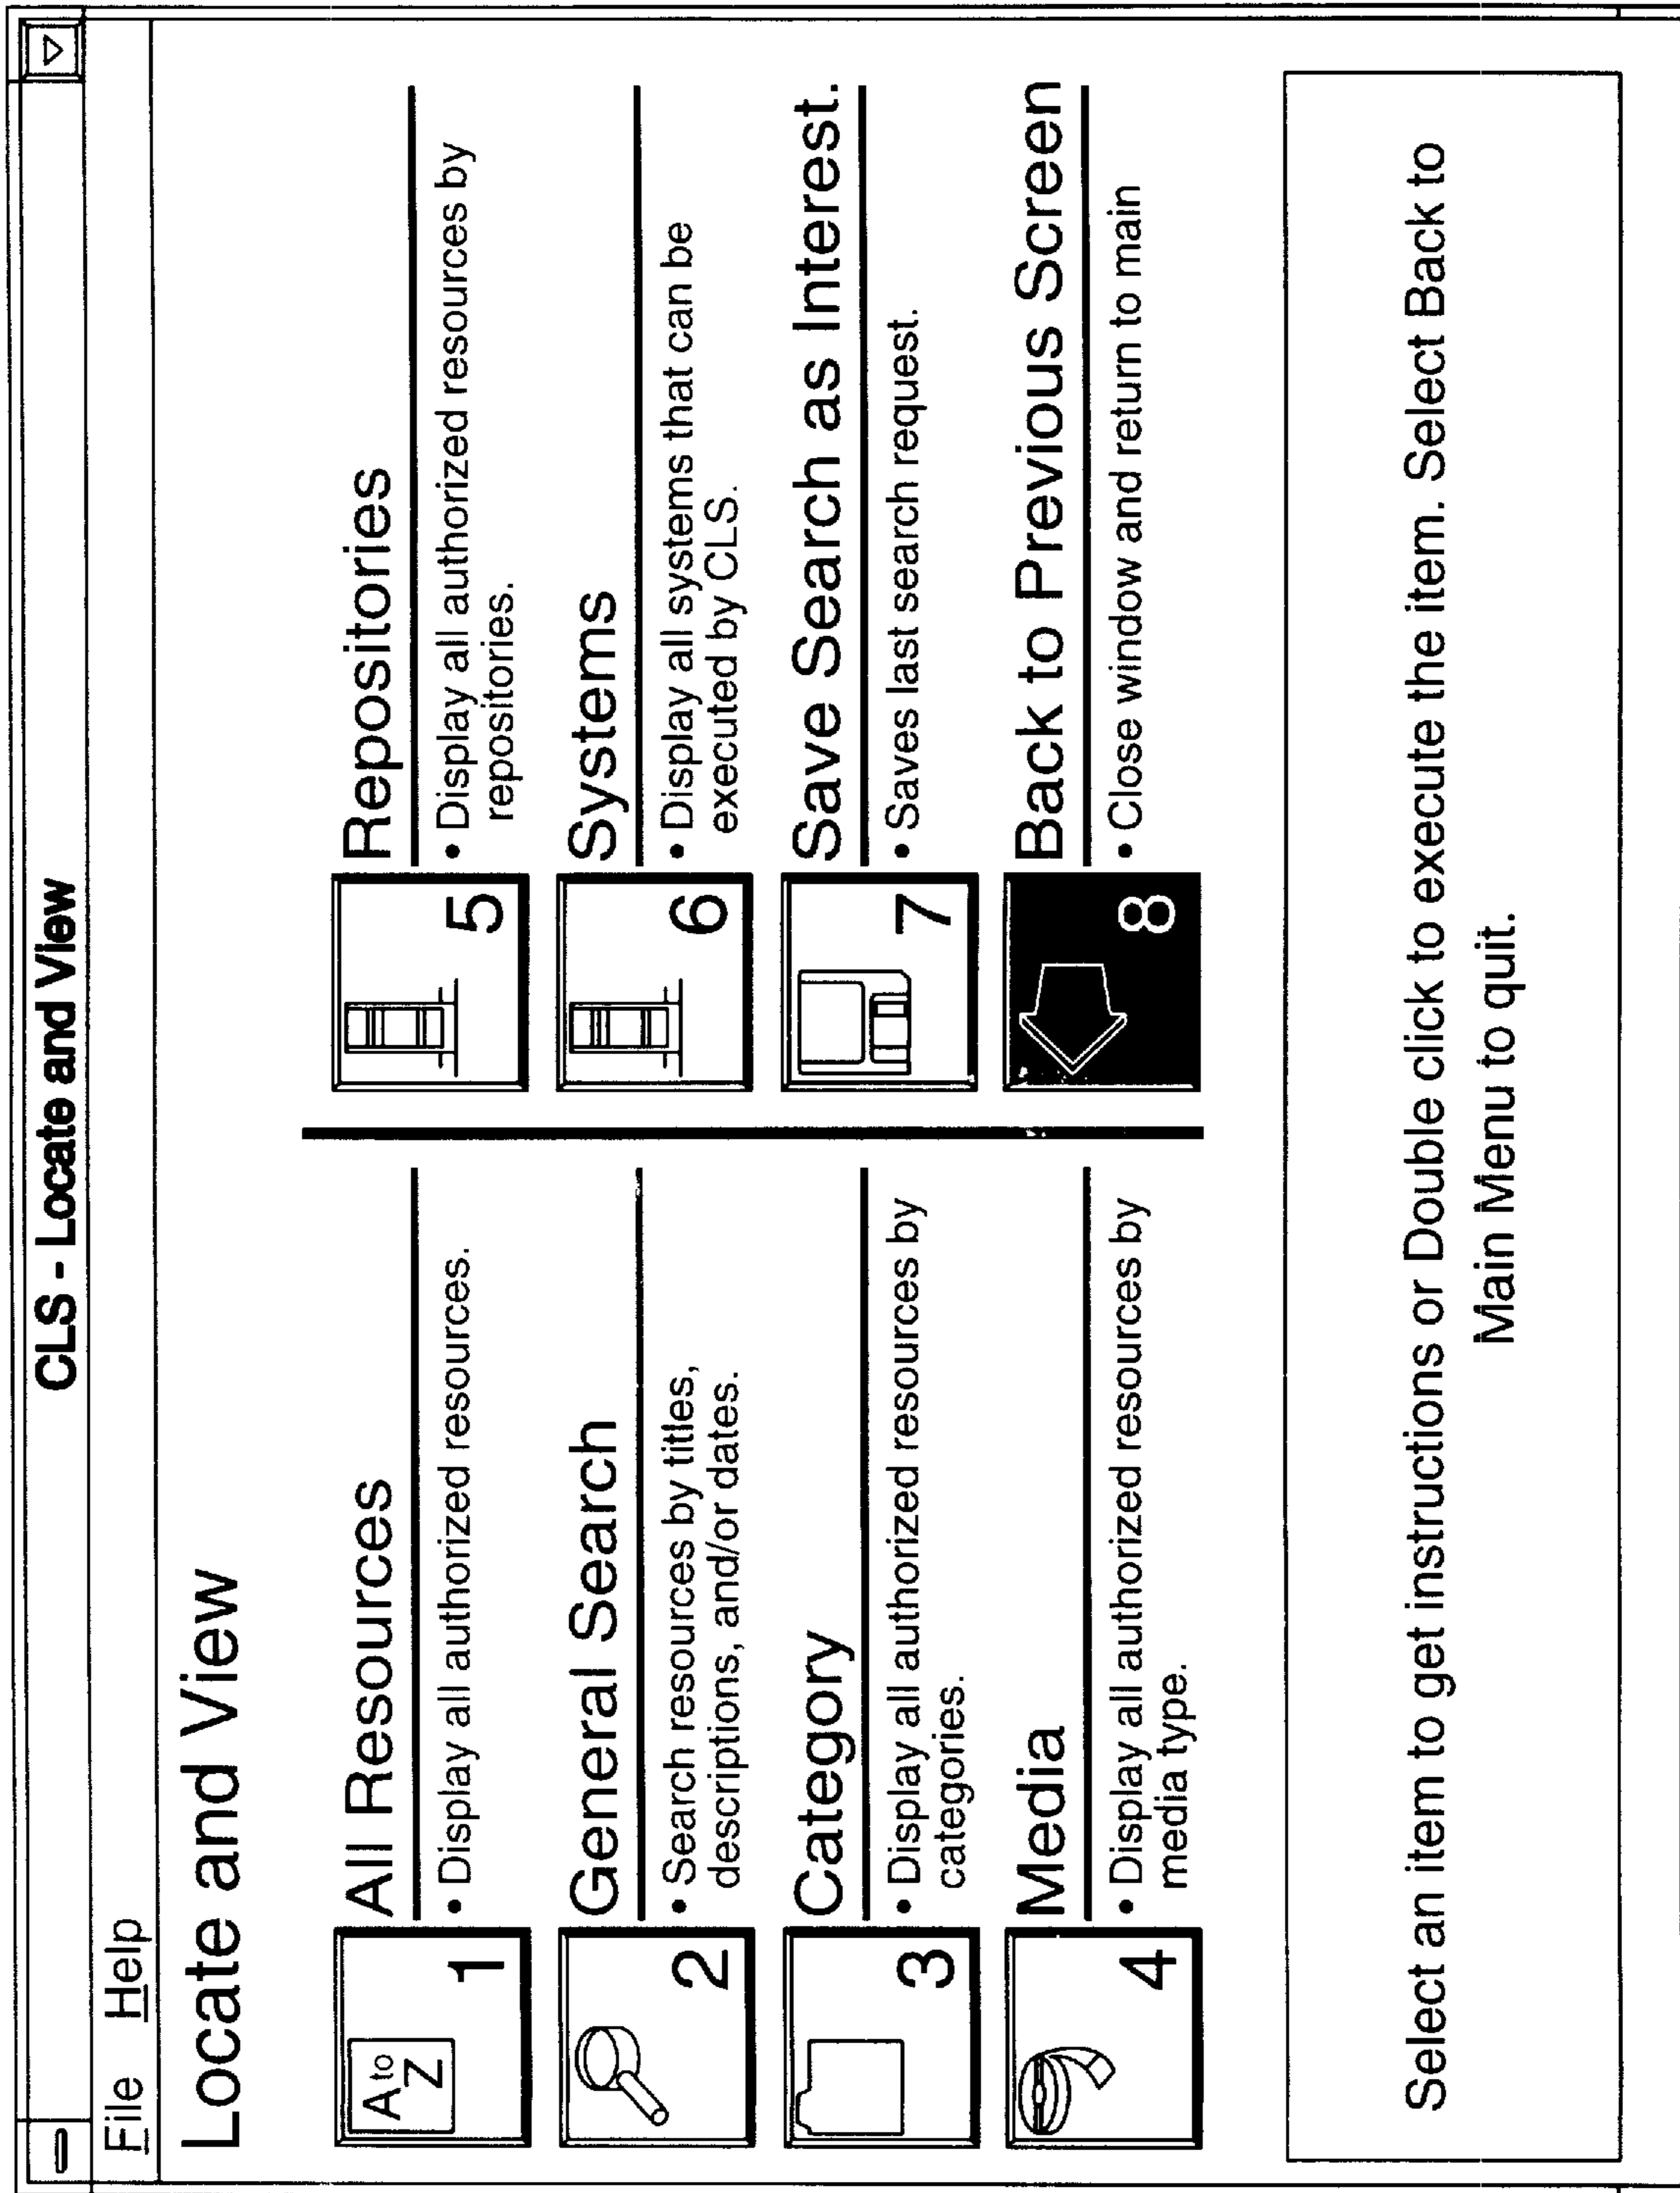 CLS - Locate and View
File Help
Locate and View
A to
Z
1
All Resources
• Display all authorized resources.
2
General Search
• Search resources by titles,
descriptions, and/or dates.
3
Category
• Display all authorized resources by
categories.
4
Media
• Display all authorized resources by
media type.
5
Repositories
• Display all authorized resources by
repositories.
6
Systems
• Display all systems that can be
executed by CLS.
7
Save Search as Interest.
• Saves last search request.
8
Back to Previous Screen
• Close window and return to main
Select an item to get instructions or Double click to execute the item. Select Back to
Main Menu to quit.